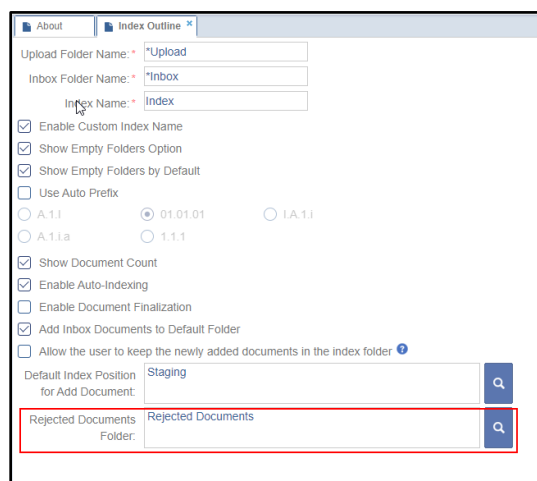 About Index Outline ×
Upload Folder Name:* *Upload
Inbox Folder Name:* *Inbox
Index Name:* Index
Enable Custom Index Name
Show Empty Folders Option
Show Empty Folders by Default
Use Auto Prefix
A.1.I 01.01.01 I.A.1.i
A.1.i.a 1.1.1
Show Document Count
Enable Auto-Indexing
Enable Document Finalization
Add Inbox Documents to Default Folder
Allow the user to keep the newly added documents in the index folder ?
Default Index Position Staging
for Add Document:
Rejected Documents Rejected Documents
Folder: